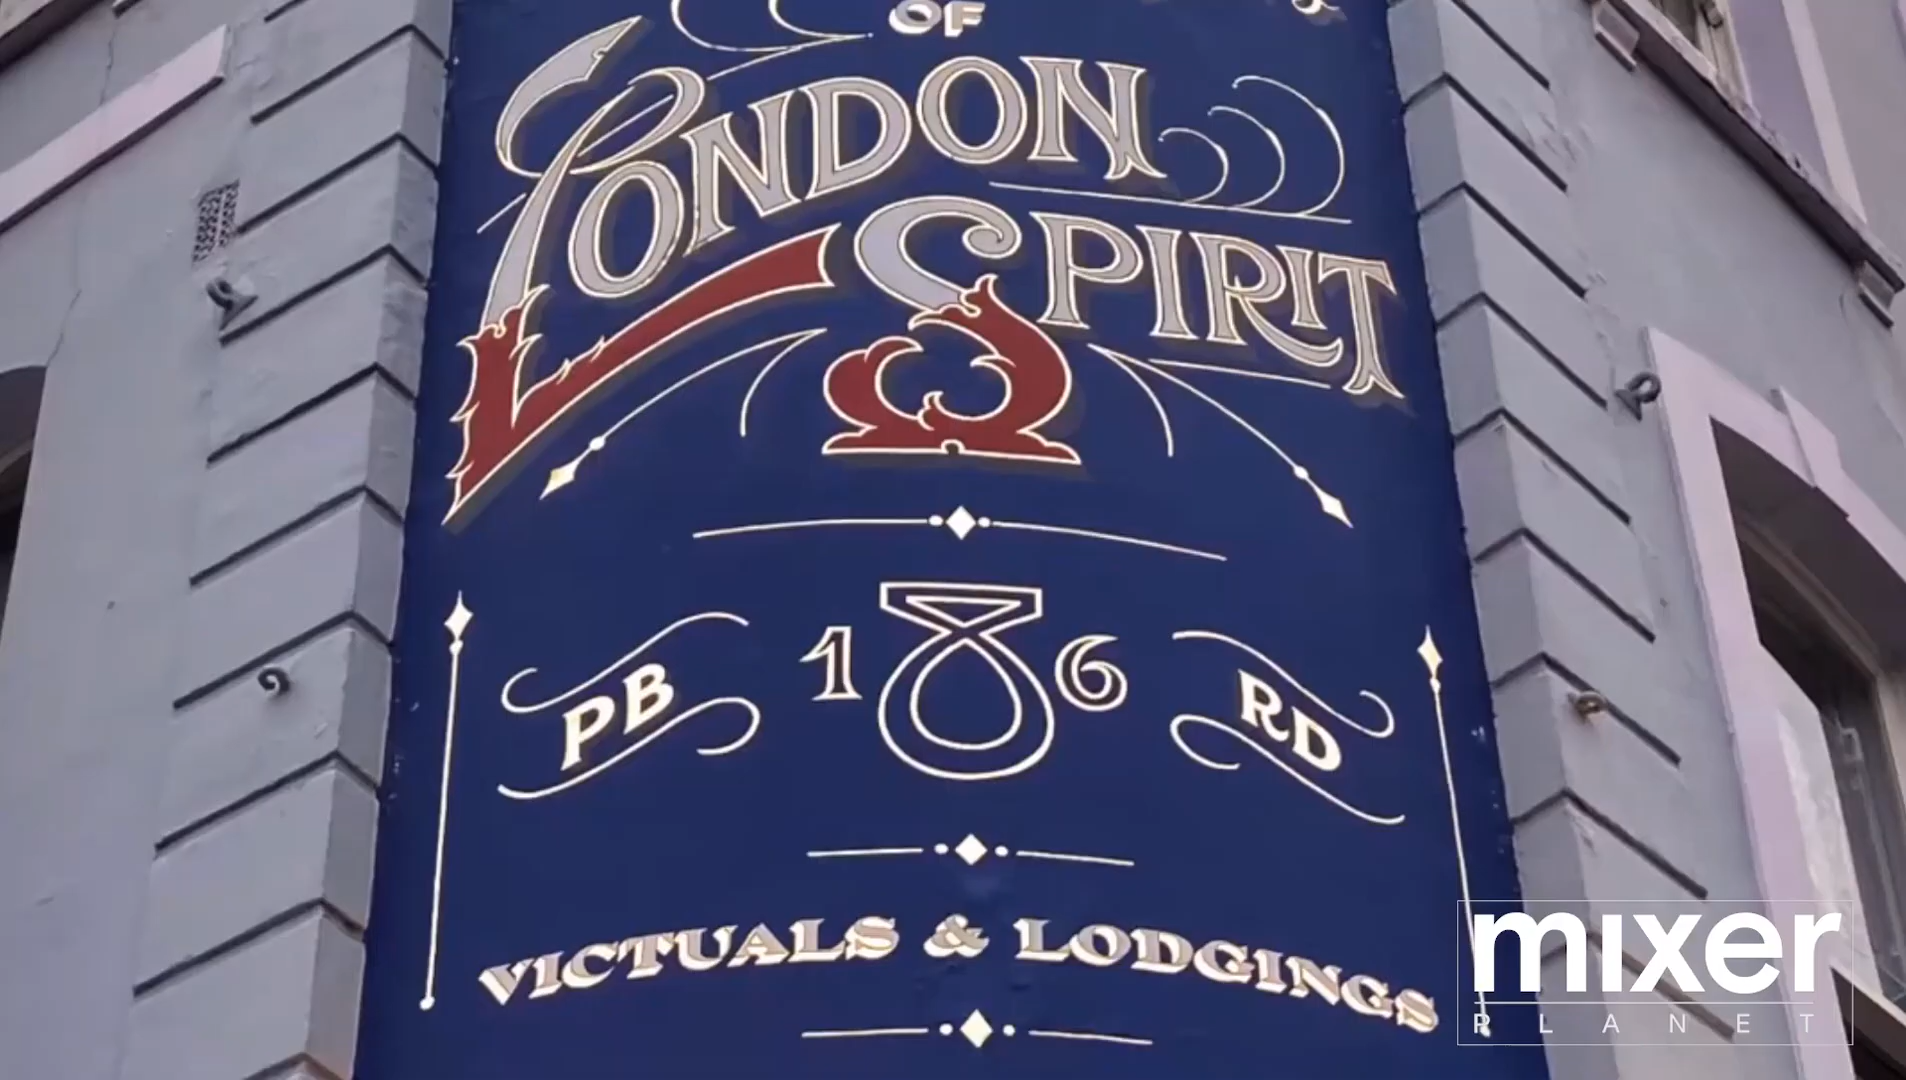 OF
LONDON
SPIRIT
PB 186 RD
VICTUALS & LODGINGS
mixer
PLANET